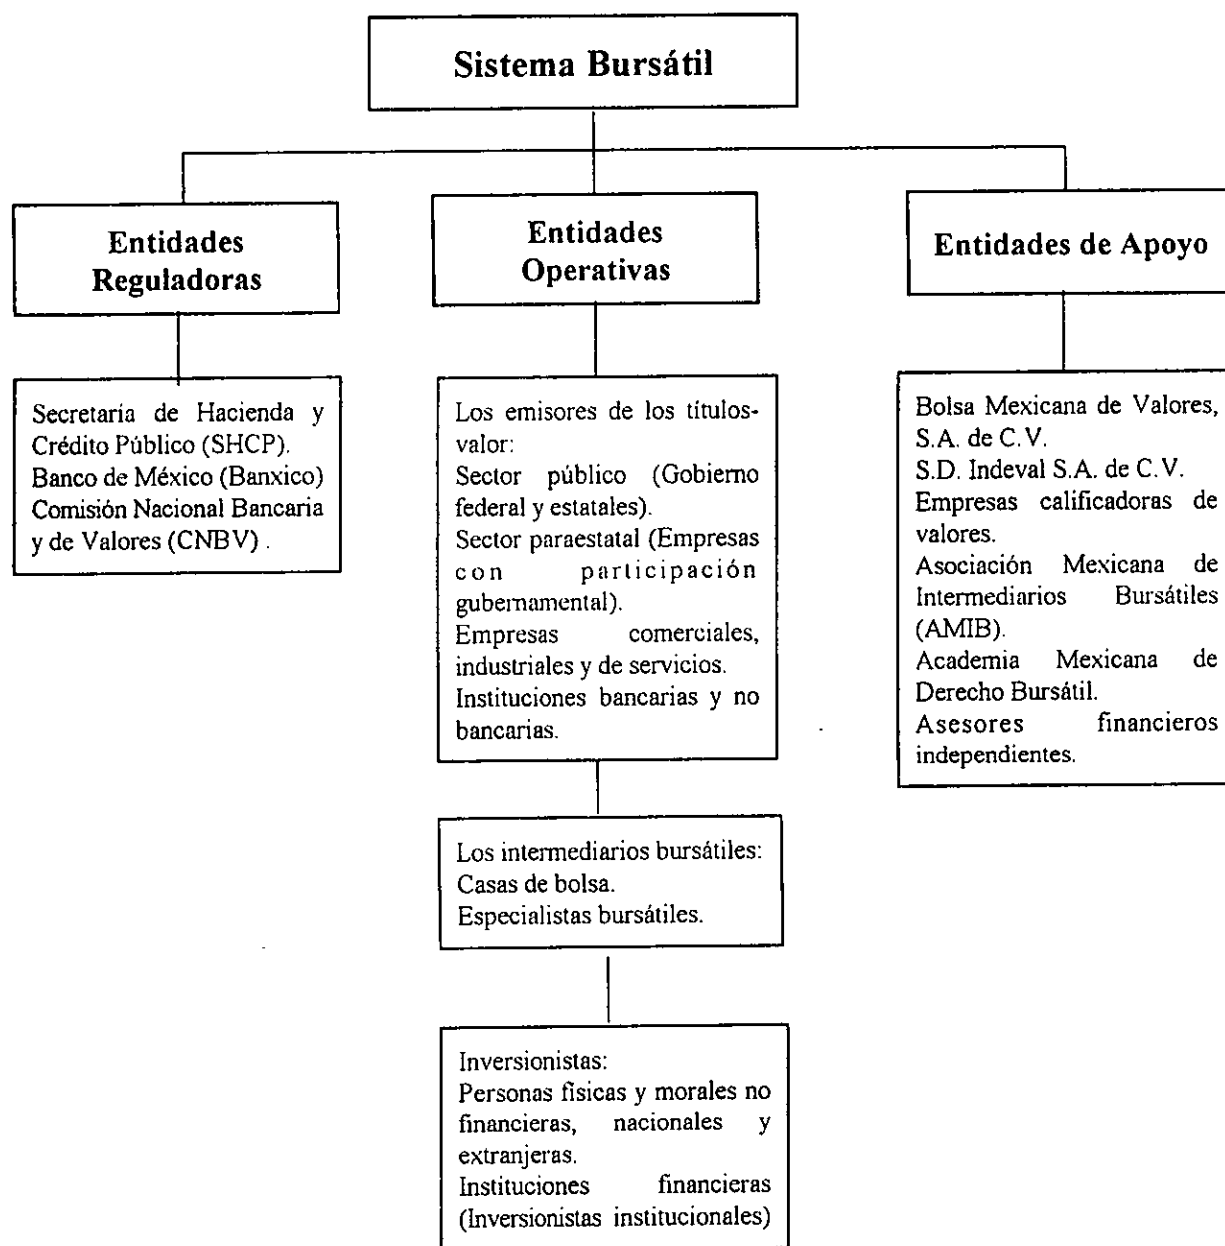 Sistema Bursátil
Entidades
Reguladoras
Secretaría de Hacienda y
Crédito Público (SHCP).
Banco de México (Banxico)
Comisión Nacional Bancaria
y de Valores (CNBV) .
Entidades
Operativas
Los emisores de los títulos-
valor:
Sector público (Gobierno
federal y estatales).
Sector paraestatal (Empresas
con participación
gubernamental).
Empresas comerciales,
industriales y de servicios.
Instituciones bancarias y no
bancarias.
Los intermediarios bursátiles:
Casas de bolsa.
Especialistas bursátiles.
Inversionistas:
Personas físicas y morales no
financieras, nacionales y
extranjeras.
Instituciones financieras
(Inversionistas institucionales)
Entidades de Apoyo
Bolsa Mexicana de Valores,
S.A. de C.V.
S.D. Indeval S.A. de C.V.
Empresas calificadoras de
valores.
Asociación Mexicana de
Intermediarios Bursátiles
(AMIB).
Academia Mexicana de
Derecho Bursátil.
Asesores financieros
independientes.